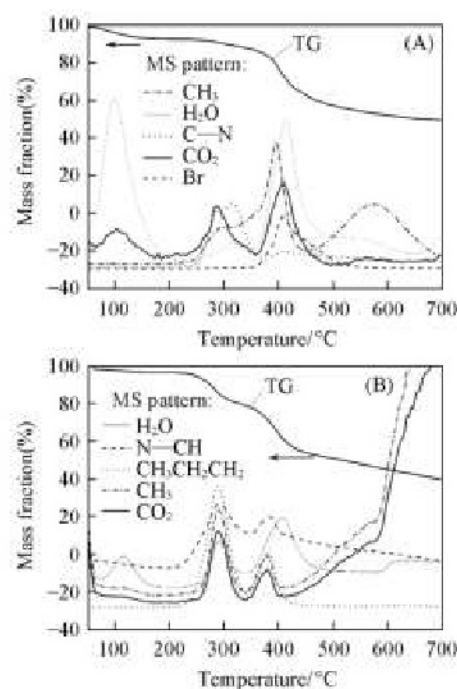 (A)
TG
MS pattern:
CH₃
H₂O
C—N
CO₂
Br
Mass fraction(%)
100
80
60
40
20
0
−20
−40
100 200 300 400 500 600 700
Temperature/°C
(B)
TG
MS pattern:
H₂O
N—CH
CH₃CH₂CH₂
CH₃
CO₂
Mass fraction(%)
100
80
60
40
20
0
−20
−40
100 200 300 400 500 600 700
Temperature/°C